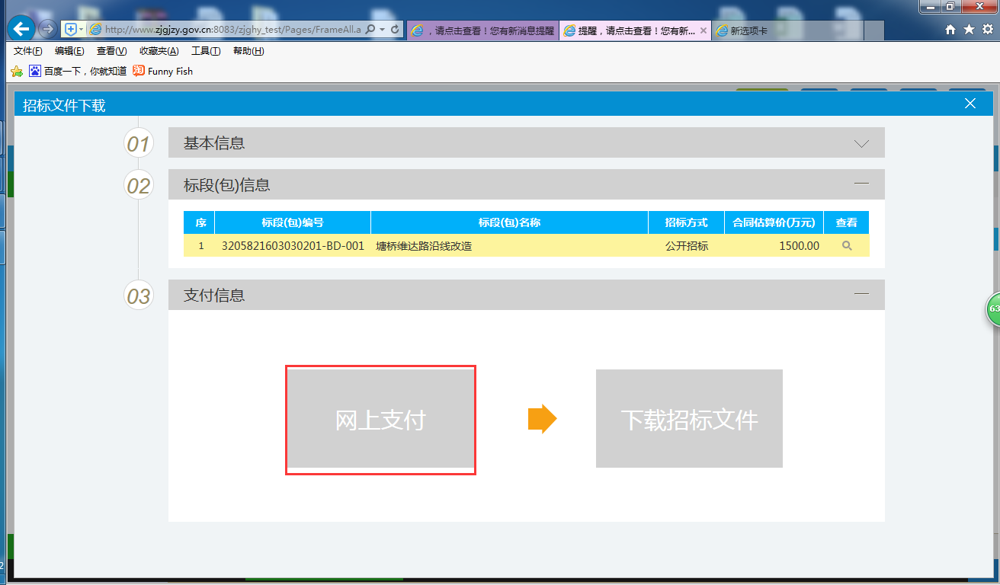 http://www.zjgjzy.gov.cn:8083/zjghy_test/Pages/FrameAll.a
，请点击查看！您有新消息提醒
提醒，请点击查看！您有新...
新选项卡
文件(F) 编辑(E) 查看(V) 收藏夹(A) 工具(T) 帮助(H)
百度一下，你就知道 淘 Funny Fish
招标文件下载
01 基本信息
02 标段(包)信息
序 标段(包)编号 标段(包)名称 招标方式 合同估算价(万元) 查看
1 3205821603030201-BD-001 塘桥维达路沿线改造 公开招标 1500.00
03 支付信息
63
网上支付 下载招标文件
2